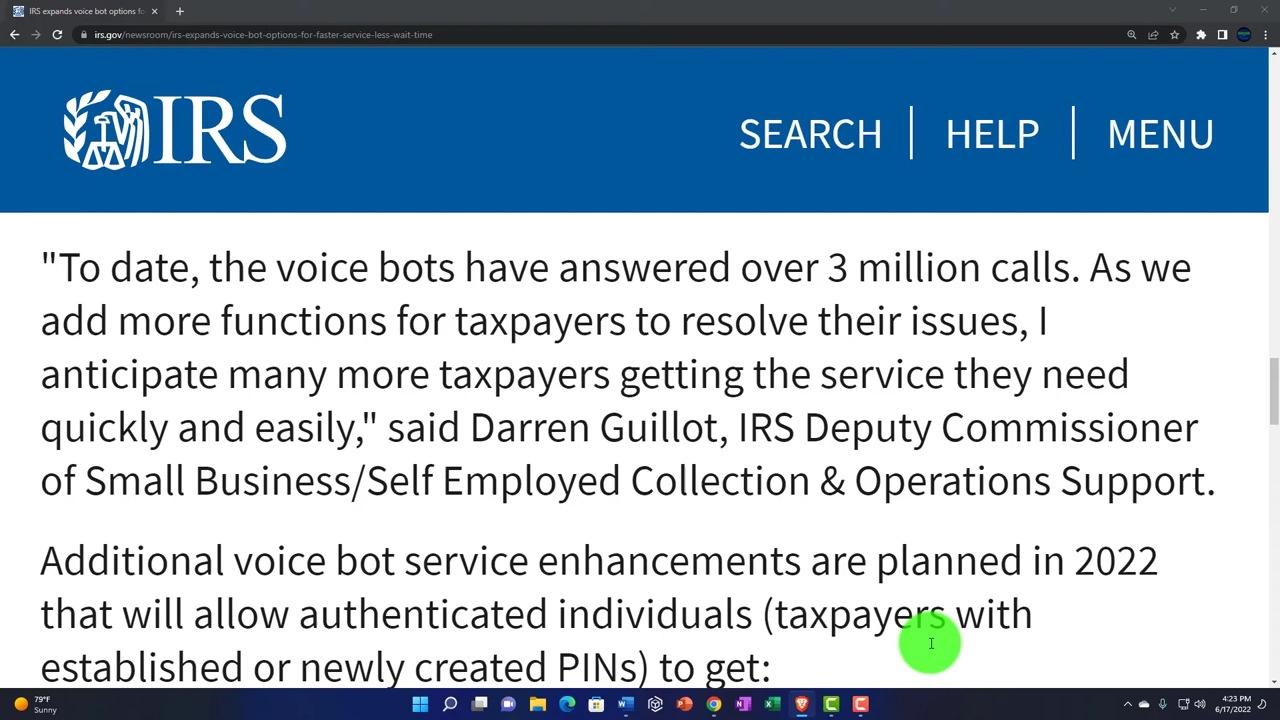 IRS expands voice bot options fo
irs.gov/newsroom/irs-expands-voice-bot-options-for-faster-service-less-wait-time
IRS
SEARCH
HELP
MENU
"To date, the voice bots have answered over 3 million calls. As we
add more functions for taxpayers to resolve their issues, I
anticipate many more taxpayers getting the service they need
quickly and easily," said Darren Guillot, IRS Deputy Commissioner
of Small Business/Self Employed Collection & Operations Support.
Additional voice bot service enhancements are planned in 2022
that will allow authenticated individuals (taxpayers with
established or newly created PINs) to get:
79°F
Sunny
4:23 PM
6/17/2022